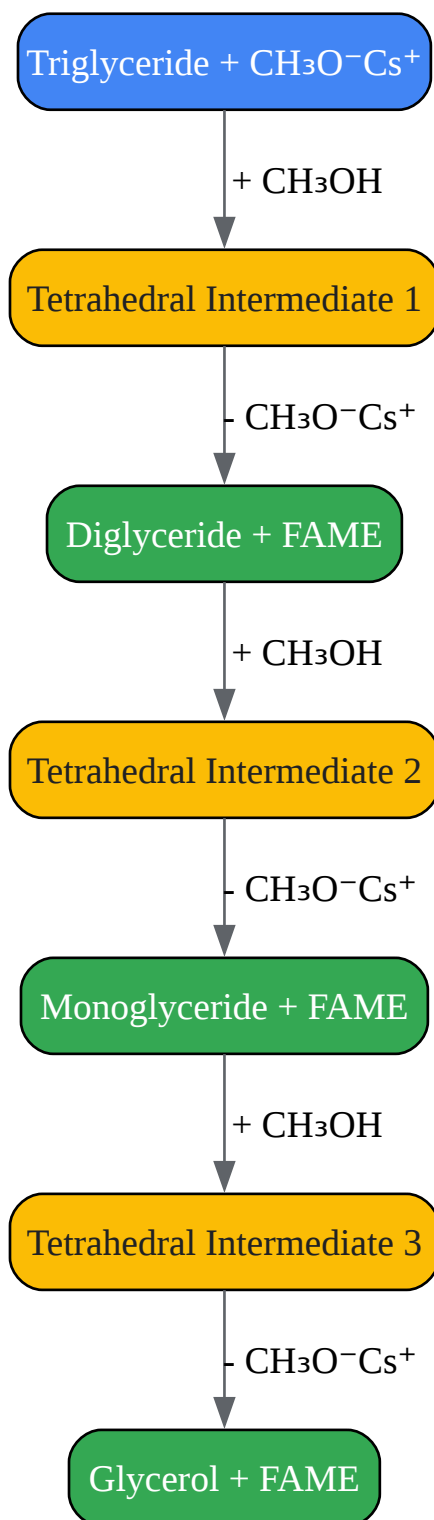 Triglyceride + CH₃O⁻Cs⁺
+ CH₃OH
Tetrahedral Intermediate 1
- CH₃O⁻Cs⁺
Diglyceride + FAME
+ CH₃OH
Tetrahedral Intermediate 2
- CH₃O⁻Cs⁺
Monoglyceride + FAME
+ CH₃OH
Tetrahedral Intermediate 3
- CH₃O⁻Cs⁺
Glycerol + FAME